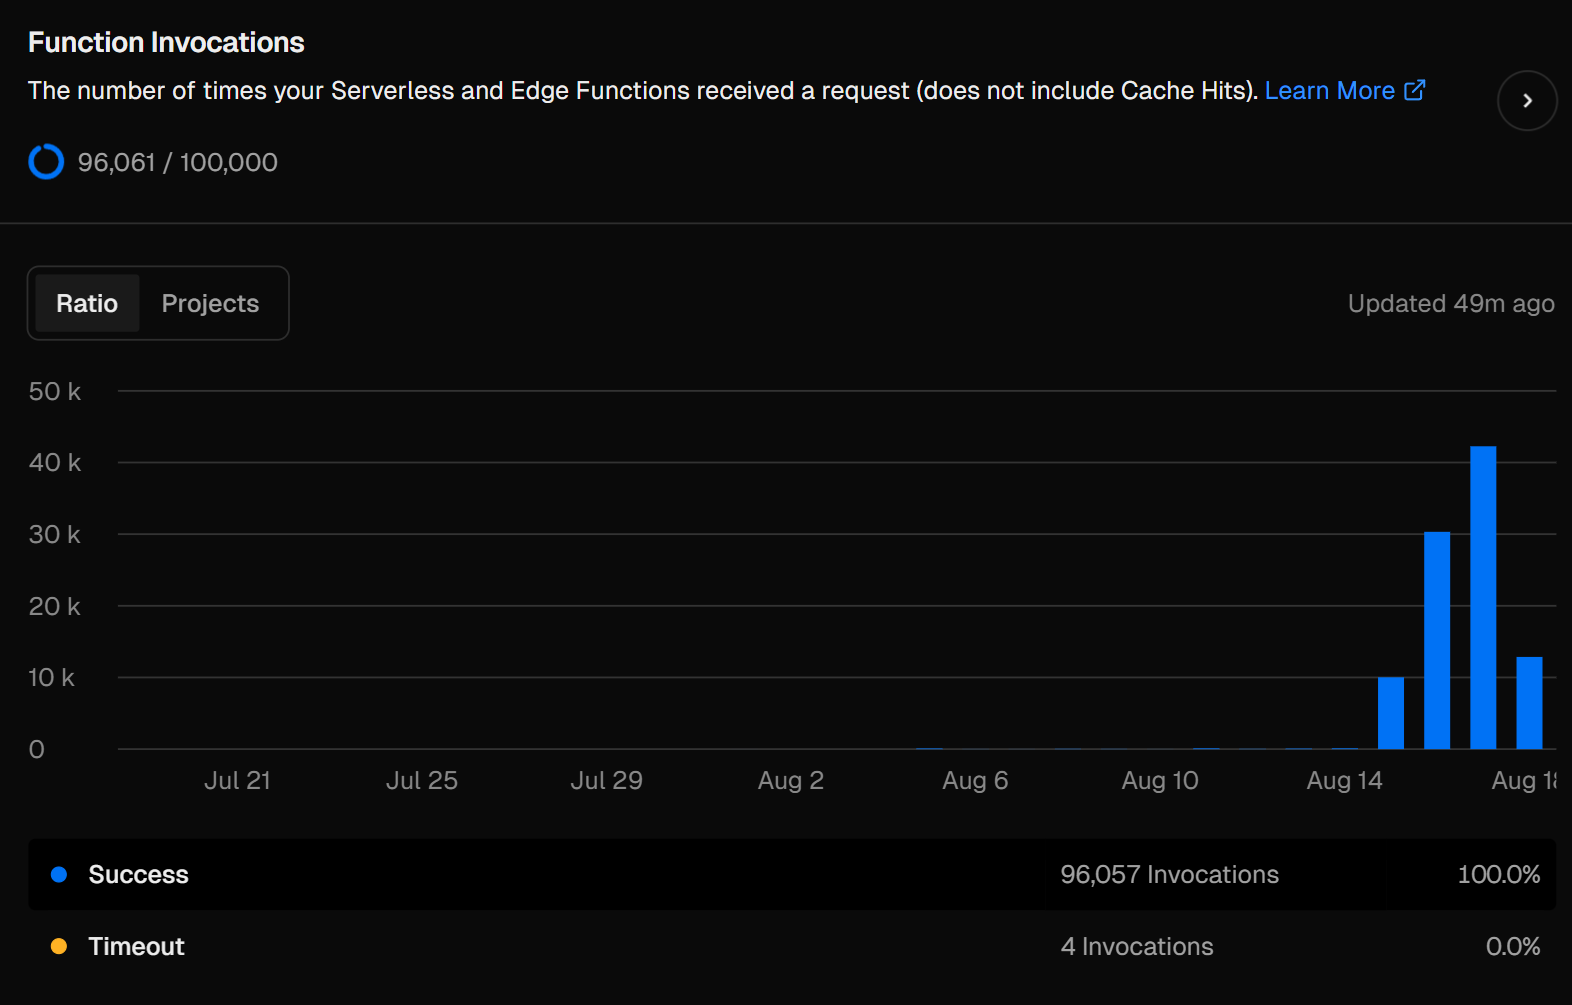 Function Invocations
The number of times your Serverless and Edge Functions received a request (does not include Cache Hits). Learn More
96,061 / 100,000
Ratio Projects
Updated 49m ago
50 k
40 k
30 k
20 k
10 k
0
Jul 21 Jul 25 Jul 29 Aug 2 Aug 6 Aug 10 Aug 14 Aug 18
Success 96,057 Invocations 100.0%
Timeout 4 Invocations 0.0%